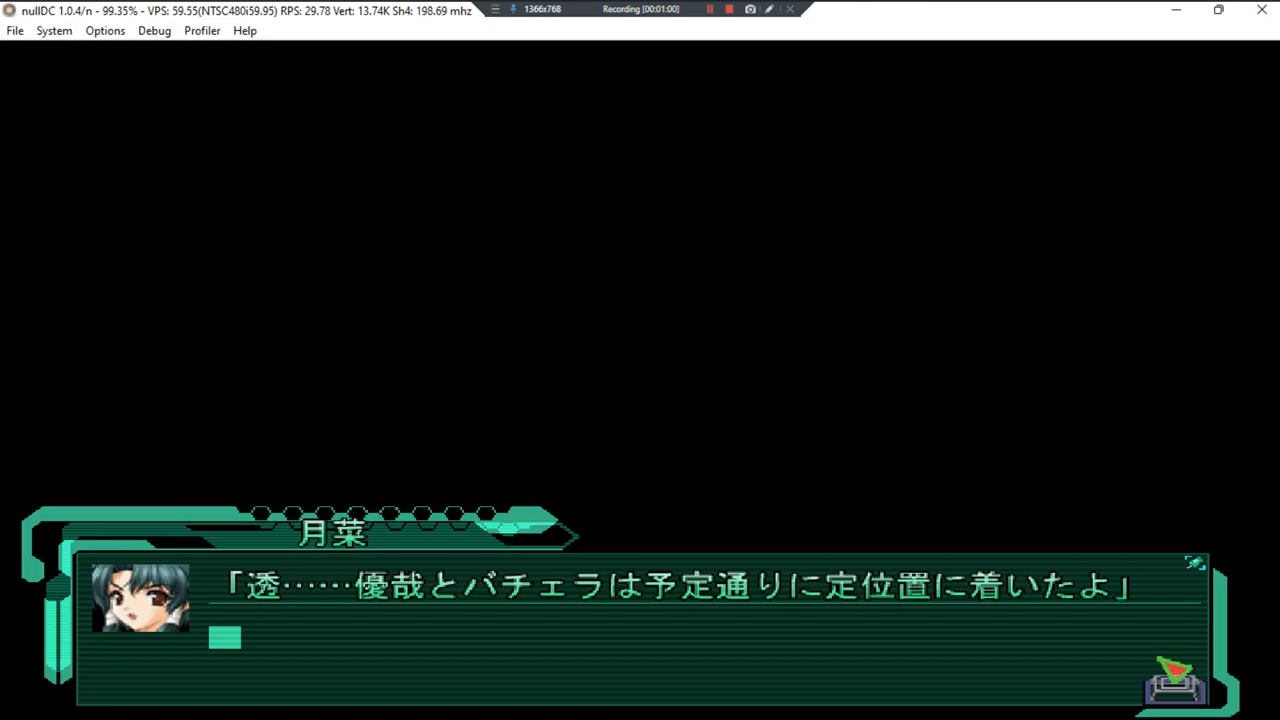 nullDC 1.0.4/n - 99.35% - VPS: 59.55(NTSC480i59.95) RPS: 29.78 Vert: 13.74K Sh4: 198.69 mhz
1366x768
Recording [00:01:00]
File System Options Debug Profiler Help
月菜
「透……優哉とバチェラは予定通りに定位置に着いたよ」